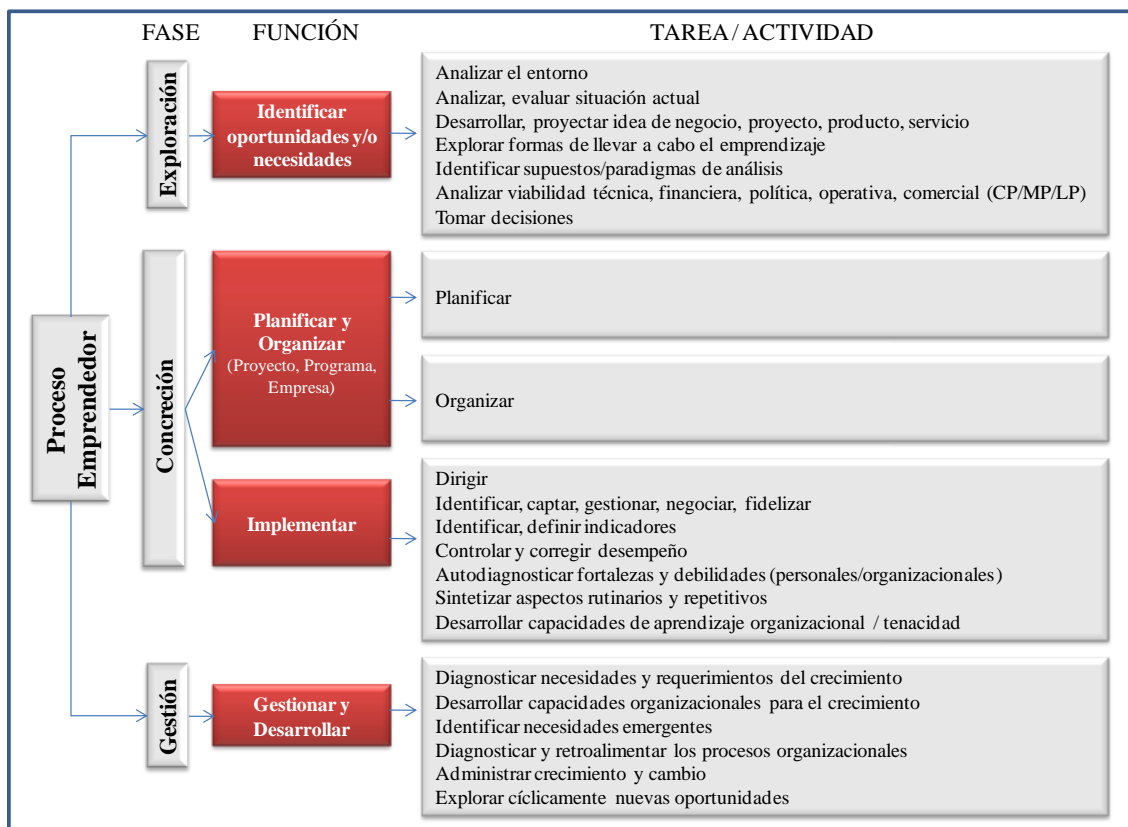 FASE FUNCIÓN TAREA / ACTIVIDAD
Proceso
Emprendedor
Exploración
Identificar
oportunidades y/o
necesidades
Analizar el entorno
Analizar, evaluar situación actual
Desarrollar, proyectar idea de negocio, proyecto, producto, servicio
Explorar formas de llevar a cabo el emprendizaje
Identificar supuestos/paradigmas de análisis
Analizar viabilidad técnica, financiera, política, operativa, comercial (CP/MP/LP)
Tomar decisiones
Concreción
Planificar y
Organizar
(Proyecto, Programa,
Empresa)
Planificar
Organizar
Implementar
Dirigir
Identificar, captar, gestionar, negociar, fidelizar
Identificar, definir indicadores
Controlar y corregir desempeño
Autodiagnosticar fortalezas y debilidades (personales/organizacionales)
Sintetizar aspectos rutinarios y repetitivos
Desarrollar capacidades de aprendizaje organizacional / tenacidad
Gestión
Gestionar y
Desarrollar
Diagnosticar necesidades y requerimientos del crecimiento
Desarrollar capacidades organizacionales para el crecimiento
Identificar necesidades emergentes
Diagnosticar y retroalimentar los procesos organizacionales
Administrar crecimiento y cambio
Explorar cíclicamente nuevas oportunidades